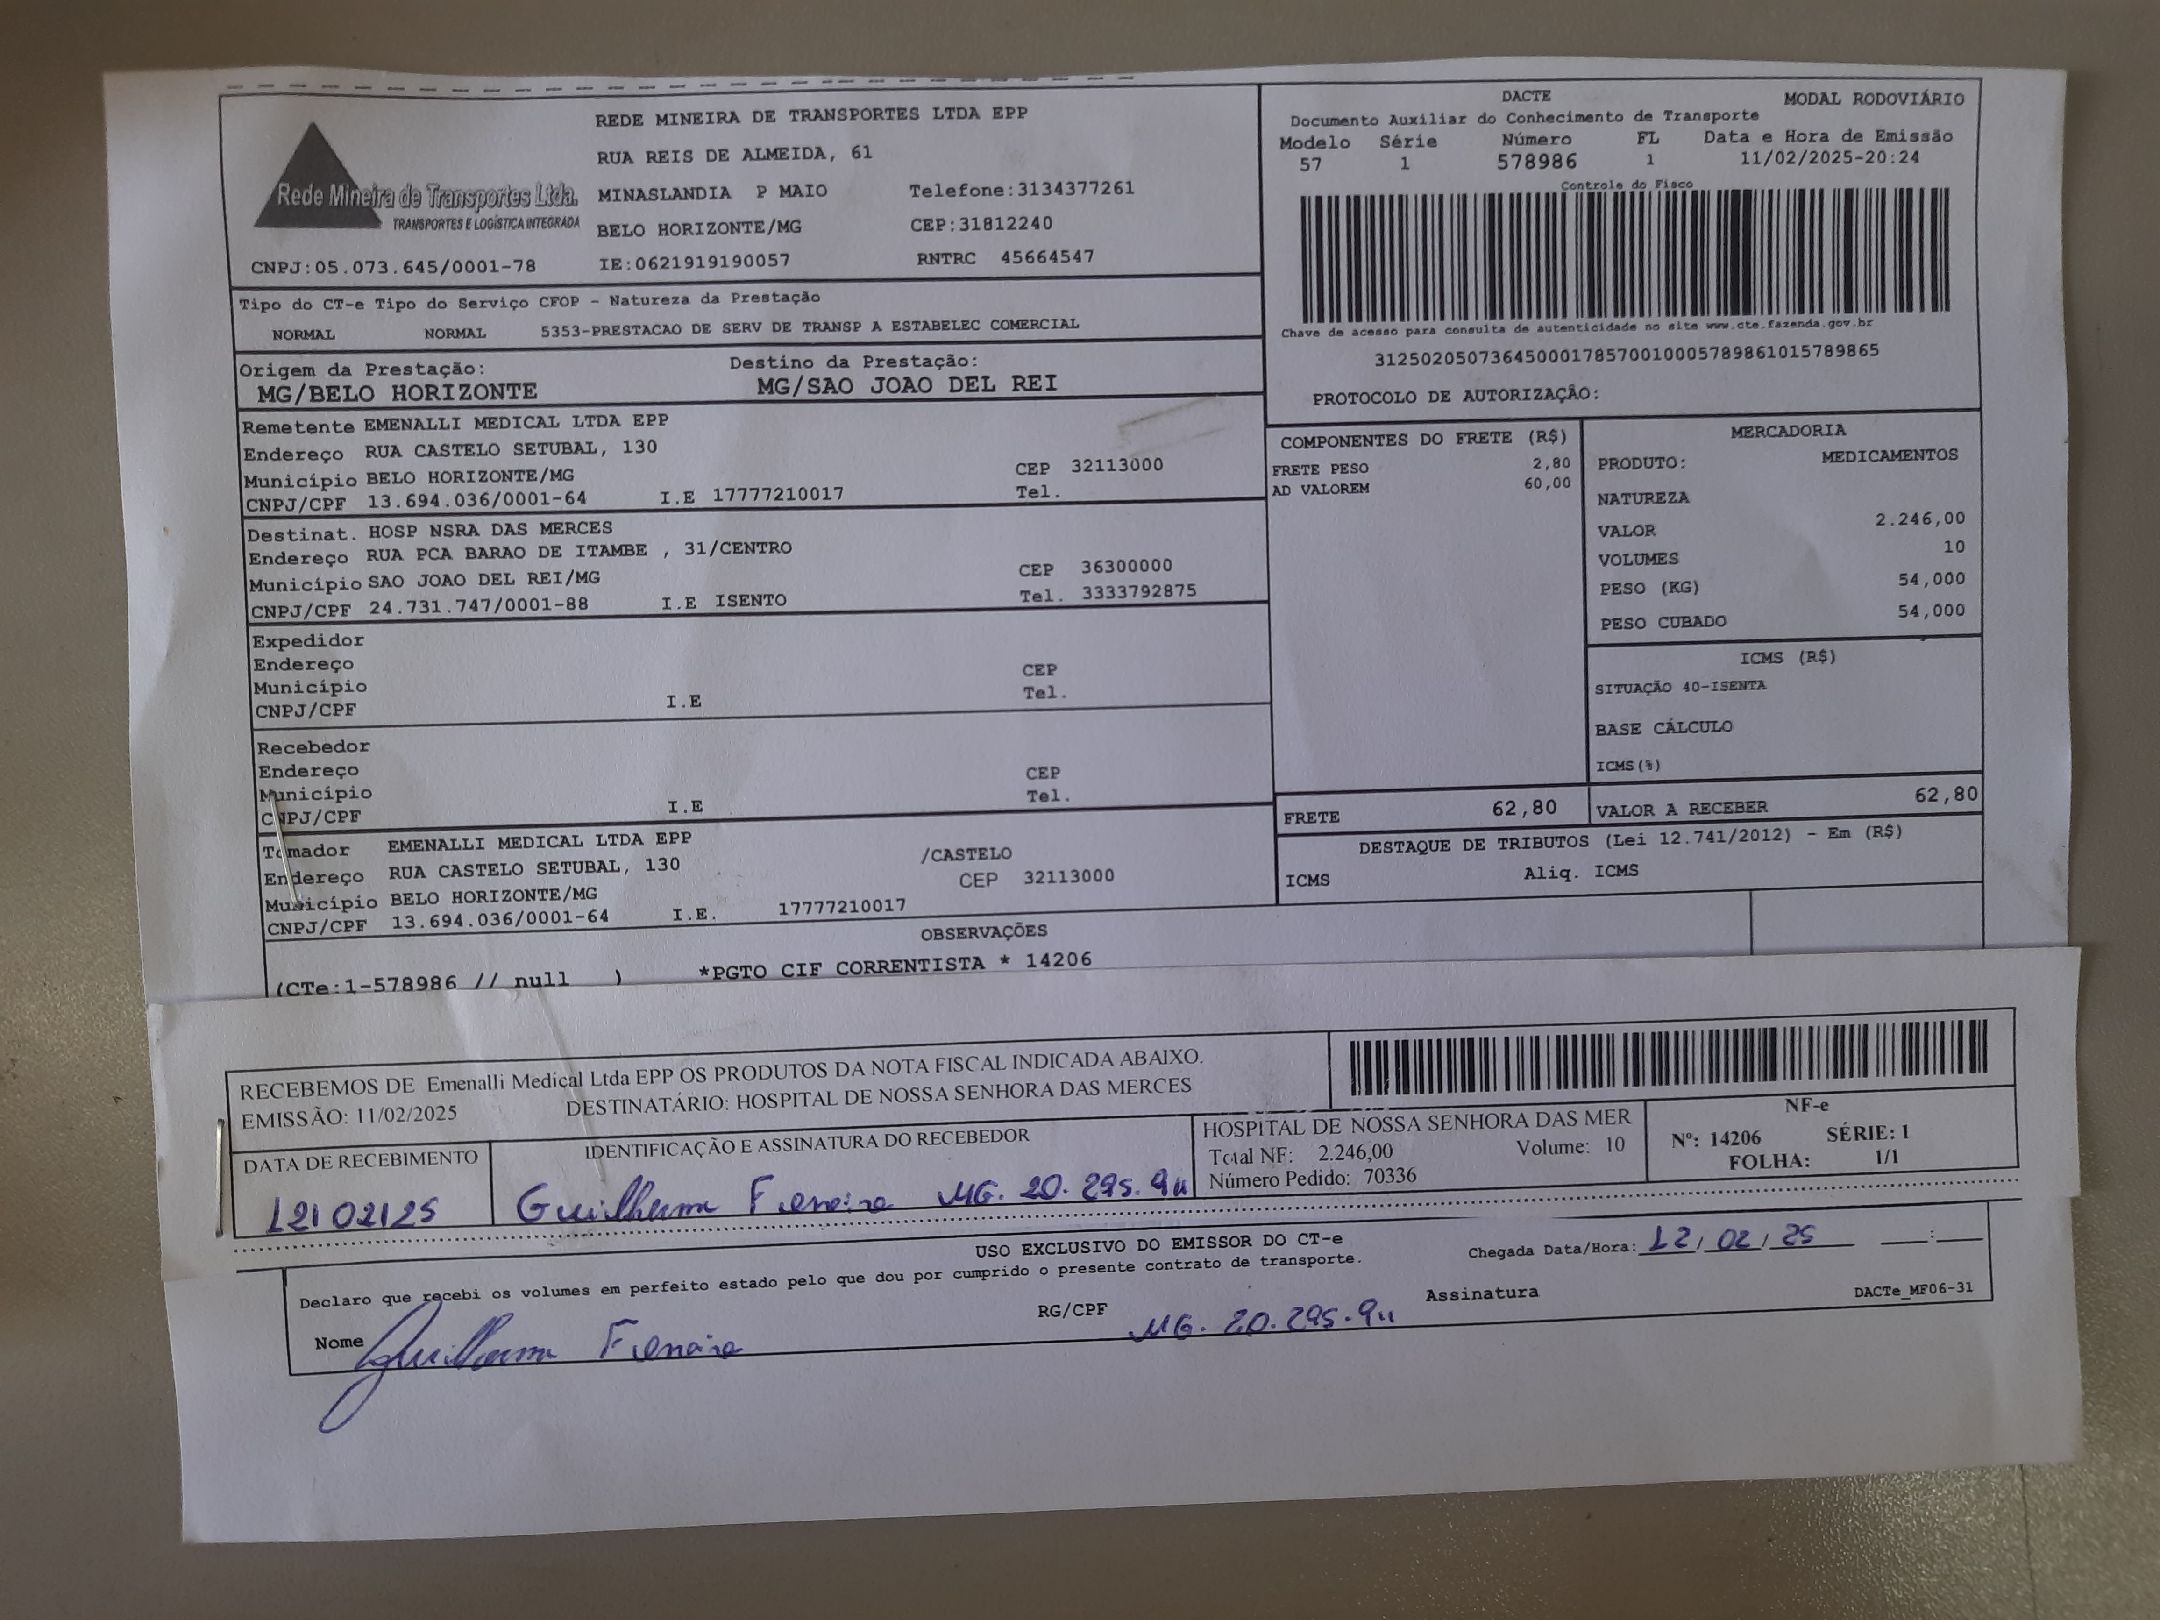 REDE MINEIRA DE TRANSPORTES LTDA EPP
RUA REIS DE ALMEIDA, 61
MINASLANDIA P MAIO Telefone:3134377261
BELO HORIZONTE/MG CEP:31812240
CNPJ:05.073.645/0001-78 IE:0621919190057 RNTRC 45664547
Rede Mineira de Transportes Ltda.
TRANSPORTES E LOGÍSTICA INTEGRADA
DACTE MODAL RODOVIÁRIO
Documento Auxiliar do Conhecimento de Transporte
Modelo Série Número FL Data e Hora de Emissão
57 1 578986 1 11/02/2025-20:24
Controle do Fisco
Chave de acesso para consulta de autenticidade no site www.cte.fazenda.gov.br
31250205073645000178570010005789861015789865
PROTOCOLO DE AUTORIZAÇÃO:
Tipo do CT-e Tipo do Serviço CFOP - Natureza da Prestação
NORMAL NORMAL 5353-PRESTACAO DE SERV DE TRANSP A ESTABELEC COMERCIAL
Origem da Prestação: Destino da Prestação:
MG/BELO HORIZONTE MG/SAO JOAO DEL REI
Remetente EMENALLI MEDICAL LTDA EPP
Endereço RUA CASTELO SETUBAL, 130
Município BELO HORIZONTE/MG CEP 32113000
CNPJ/CPF 13.694.036/0001-64 I.E 17777210017 Tel.
Destinat. HOSP NSRA DAS MERCES
Endereço RUA PCA BARAO DE ITAMBE , 31/CENTRO
Município SAO JOAO DEL REI/MG CEP 36300000
CNPJ/CPF 24.731.747/0001-88 I.E ISENTO Tel. 3333792875
Expedidor
Endereço
Município CEP
CNPJ/CPF I.E Tel.
Recebedor
Endereço
Município CEP
CNPJ/CPF I.E Tel.
Tomador EMENALLI MEDICAL LTDA EPP
Endereço RUA CASTELO SETUBAL, 130 /CASTELO
Município BELO HORIZONTE/MG CEP 32113000
CNPJ/CPF 13.694.036/0001-64 I.E. 17777210017
COMPONENTES DO FRETE (R$)
FRETE PESO 2,80
AD VALOREM 60,00
MERCADORIA
PRODUTO: MEDICAMENTOS
NATUREZA
VALOR 2.246,00
VOLUMES 10
PESO (KG) 54,000
PESO CUBADO 54,000
ICMS (R$)
SITUAÇÃO 40-ISENTA
BASE CÁLCULO
ICMS(%)
FRETE 62,80 VALOR A RECEBER 62,80
DESTAQUE DE TRIBUTOS (Lei 12.741/2012) - Em (R$)
ICMS Aliq. ICMS
OBSERVAÇÕES
(CTe:1-578986 // null ) *PGTO CIF CORRENTISTA * 14206
RECEBEMOS DE Emenalli Medical Ltda EPP OS PRODUTOS DA NOTA FISCAL INDICADA ABAIXO.
EMISSÃO: 11/02/2025 DESTINATÁRIO: HOSPITAL DE NOSSA SENHORA DAS MERCES
DATA DE RECEBIMENTO IDENTIFICAÇÃO E ASSINATURA DO RECEBEDOR
12/02/25 Guilherme Ferreira MG. 20. 295. 94
HOSPITAL DE NOSSA SENHORA DAS MER
Total NF: 2.246,00 Volume: 10
Número Pedido: 70336
NF-e
Nº: 14206 SÉRIE: 1
FOLHA: 1/1
USO EXCLUSIVO DO EMISSOR DO CT-e
Chegada Data/Hora: 12/02/25 __:__
Declaro que recebi os volumes em perfeito estado pelo que dou por cumprido o presente contrato de transporte.
Nome Guilherme Ferreira RG/CPF MG. 20. 295. 94 Assinatura
DACTe_MF06-31